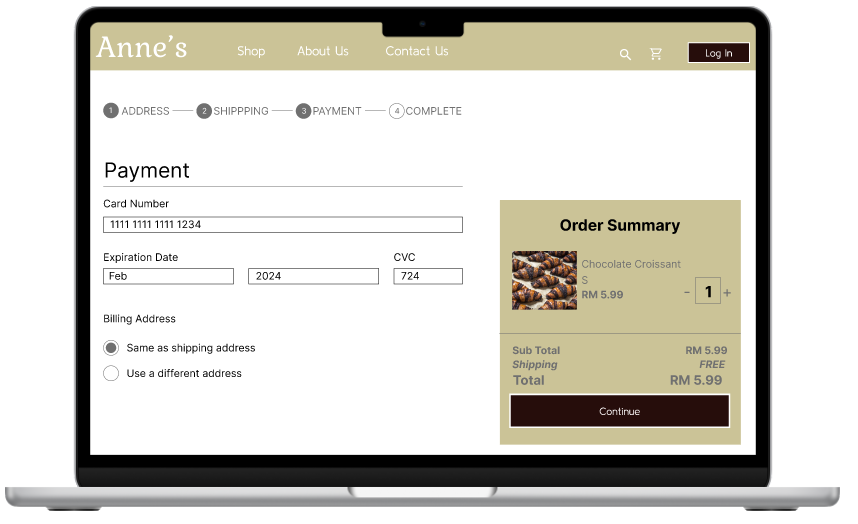 Anne's
Shop About Us Contact Us
Log In
1 ADDRESS 2 SHIPPPING 3 PAYMENT 4 COMPLETE
Payment
Card Number
1111 1111 1111 1234
Expiration Date CVC
Feb 2024 724
Billing Address
Same as shipping address
Use a different address
Order Summary
Chocolate Croissant
S
RM 5.99
- 1 +
Sub Total RM 5.99
Shipping FREE
Total RM 5.99
Continue